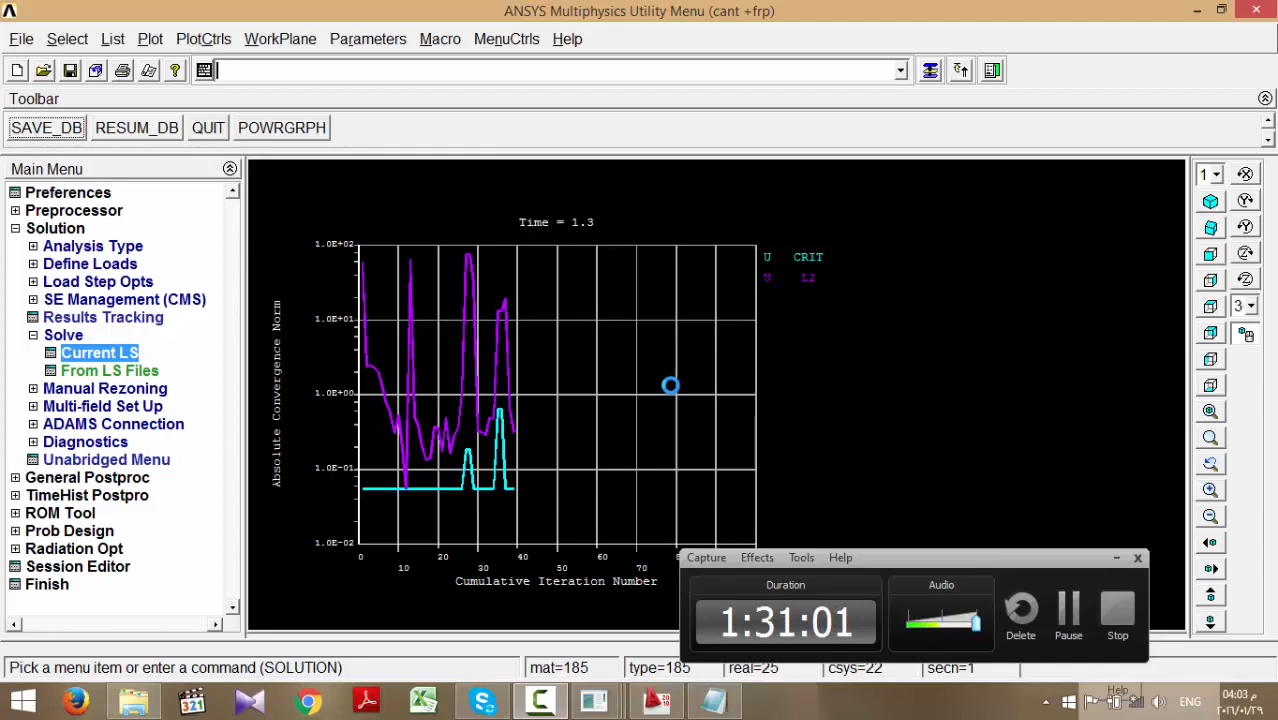 ANSYS Multiphysics Utility Menu (cant +frp)
File Select List Plot PlotCtrls WorkPlane Parameters Macro MenuCtrls Help
Toolbar
SAVE_DB RESUM_DB QUIT POWRGRPH
Main Menu
Preferences
Preprocessor
Solution
Analysis Type
Define Loads
Load Step Opts
SE Management (CMS)
Results Tracking
Solve
Current LS
From LS Files
Manual Rezoning
Multi-field Set Up
ADAMS Connection
Diagnostics
Unabridged Menu
General Postproc
TimeHist Postpro
ROM Tool
Prob Design
Radiation Opt
Session Editor
Finish
Time = 1.3
U CRIT
U L2
Absolute Convergence Norm
1.0E+02
1.0E+01
1.0E+00
1.0E-01
1.0E-02
0 20 40 60
10 30 50 70
Cumulative Iteration Number
1
3
Capture Effects Tools Help
Duration
Audio
1:31:01
Delete Pause Stop
Pick a menu item or enter a command (SOLUTION) mat=185 type=185 real=25 csys=22 secn=1
Help
ENG
04:03 م
٢٠١٦/٠١/٢٩